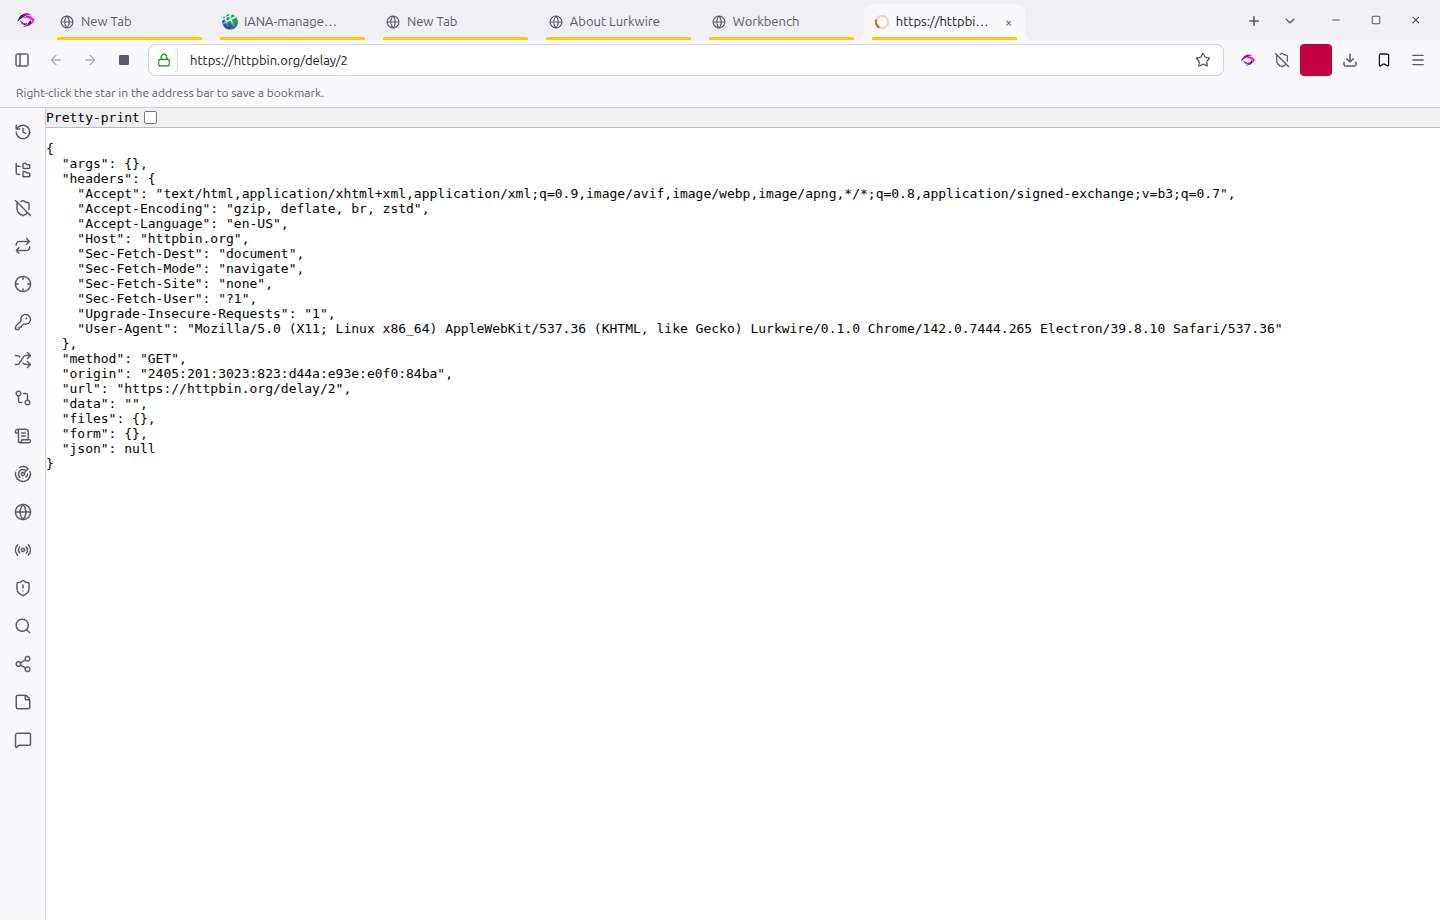 New Tab
IANA-manage...
New Tab
About Lurkwire
Workbench
https://httpbi...
https://httpbin.org/delay/2
Right-click the star in the address bar to save a bookmark.
Pretty-print
{
  "args": {},
  "headers": {
    "Accept": "text/html,application/xhtml+xml,application/xml;q=0.9,image/avif,image/webp,image/apng,*/*;q=0.8,application/signed-exchange;v=b3;q=0.7",
    "Accept-Encoding": "gzip, deflate, br, zstd",
    "Accept-Language": "en-US",
    "Host": "httpbin.org",
    "Sec-Fetch-Dest": "document",
    "Sec-Fetch-Mode": "navigate",
    "Sec-Fetch-Site": "none",
    "Sec-Fetch-User": "?1",
    "Upgrade-Insecure-Requests": "1",
    "User-Agent": "Mozilla/5.0 (X11; Linux x86_64) AppleWebKit/537.36 (KHTML, like Gecko) Lurkwire/0.1.0 Chrome/142.0.7444.265 Electron/39.8.10 Safari/537.36"
  },
  "method": "GET",
  "origin": "2405:201:3023:823:d44a:e93e:e0f0:84ba",
  "url": "https://httpbin.org/delay/2",
  "data": "",
  "files": {},
  "form": {},
  "json": null
}